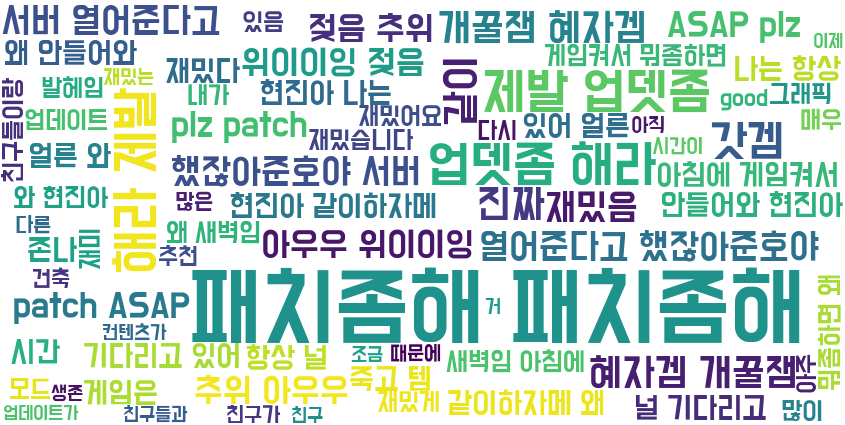 서버 열어준다고
있음
젖음 추위
개꿀잼 혜자겜
ASAP plz
이제
왜 안들어와
재밌는
재밌다
위이이잉 젖음
같이
게임켜서 뭐좀하면
나는 항상
친구들이랑
발헤임
내가
현진아 나는
제발 업뎃좀
good
그래픽
업데이트
해라 제발
plz patch
재밌어요
다시
있어 얼른
아직
매우
얼른 와
재밌습니다
갓겜
시간이
했잖아준호야 서버
업뎃좀 해라
아침에 게임켜서
와 현진아
많은
현진아 같이하자메
진짜
재밌음
안들어와 현진아
다른
존나
재미
왜 새벽임
추천
아우우 위이이잉
열어준다고 했잖아준호야
건축
패치좀해 패치좀해
patch ASAP
거
뭐좀하면 왜
컨텐츠가
시간
기다리고 있어
항상 널
조금
때문에
새벽임 아침에
혜자겜 개꿀잼
모드
생존
게임은
추위 아우우
죽고 템
재밌게
같이하자메 왜
널 기다리고
많이
업데이트가
친구들과
친구가
친구